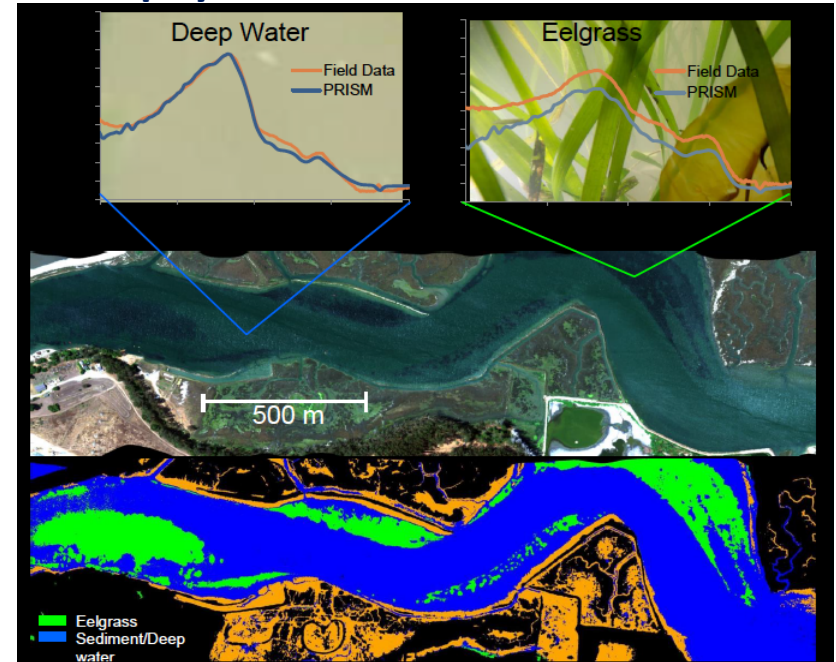 Deep Water
Field Data
PRISM
Eelgrass
Field Data
PRISM
500 m
Eelgrass
Sediment/Deep
water